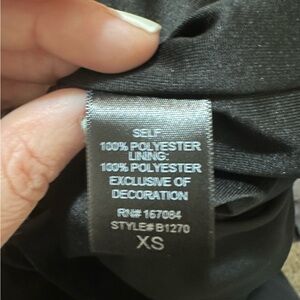 SELF
100% POLYESTER
LINING:
100% POLYESTER
EXCLUSIVE OF
DECORATION
RN# 167084
STYLE# B1270
XS